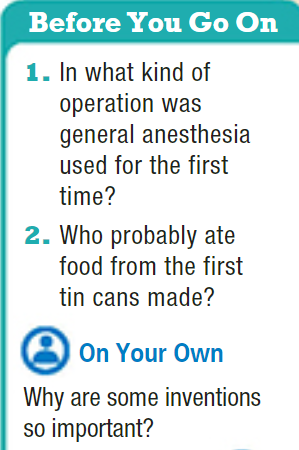 Before You Go On
1. In what kind of
operation was
general anesthesia
used for the first
time?
2. Who probably ate
food from the first
tin cans made?
On Your Own
Why are some inventions
so important?